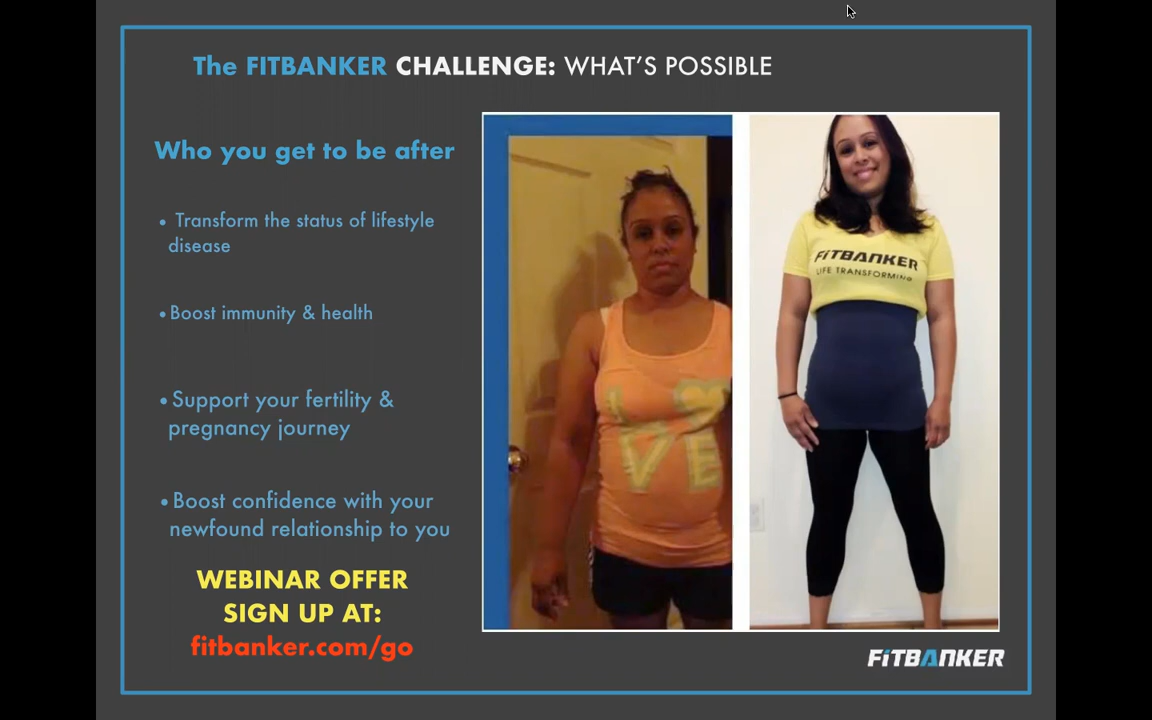 The FITBANKER CHALLENGE: WHAT'S POSSIBLE
Who you get to be after
• Transform the status of lifestyle
disease
• Boost immunity & health
• Support your fertility &
pregnancy journey
• Boost confidence with your
newfound relationship to you
WEBINAR OFFER
SIGN UP AT:
fitbanker.com/go
LOVE
FITBANKER
LIFE TRANSFORMING
FITBANKER